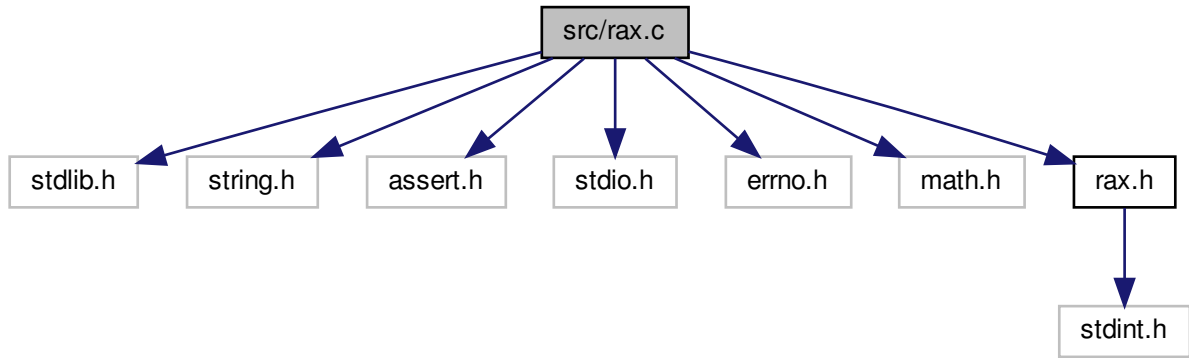 src/rax.c
stdlib.h
string.h
assert.h
stdio.h
errno.h
math.h
rax.h
stdint.h